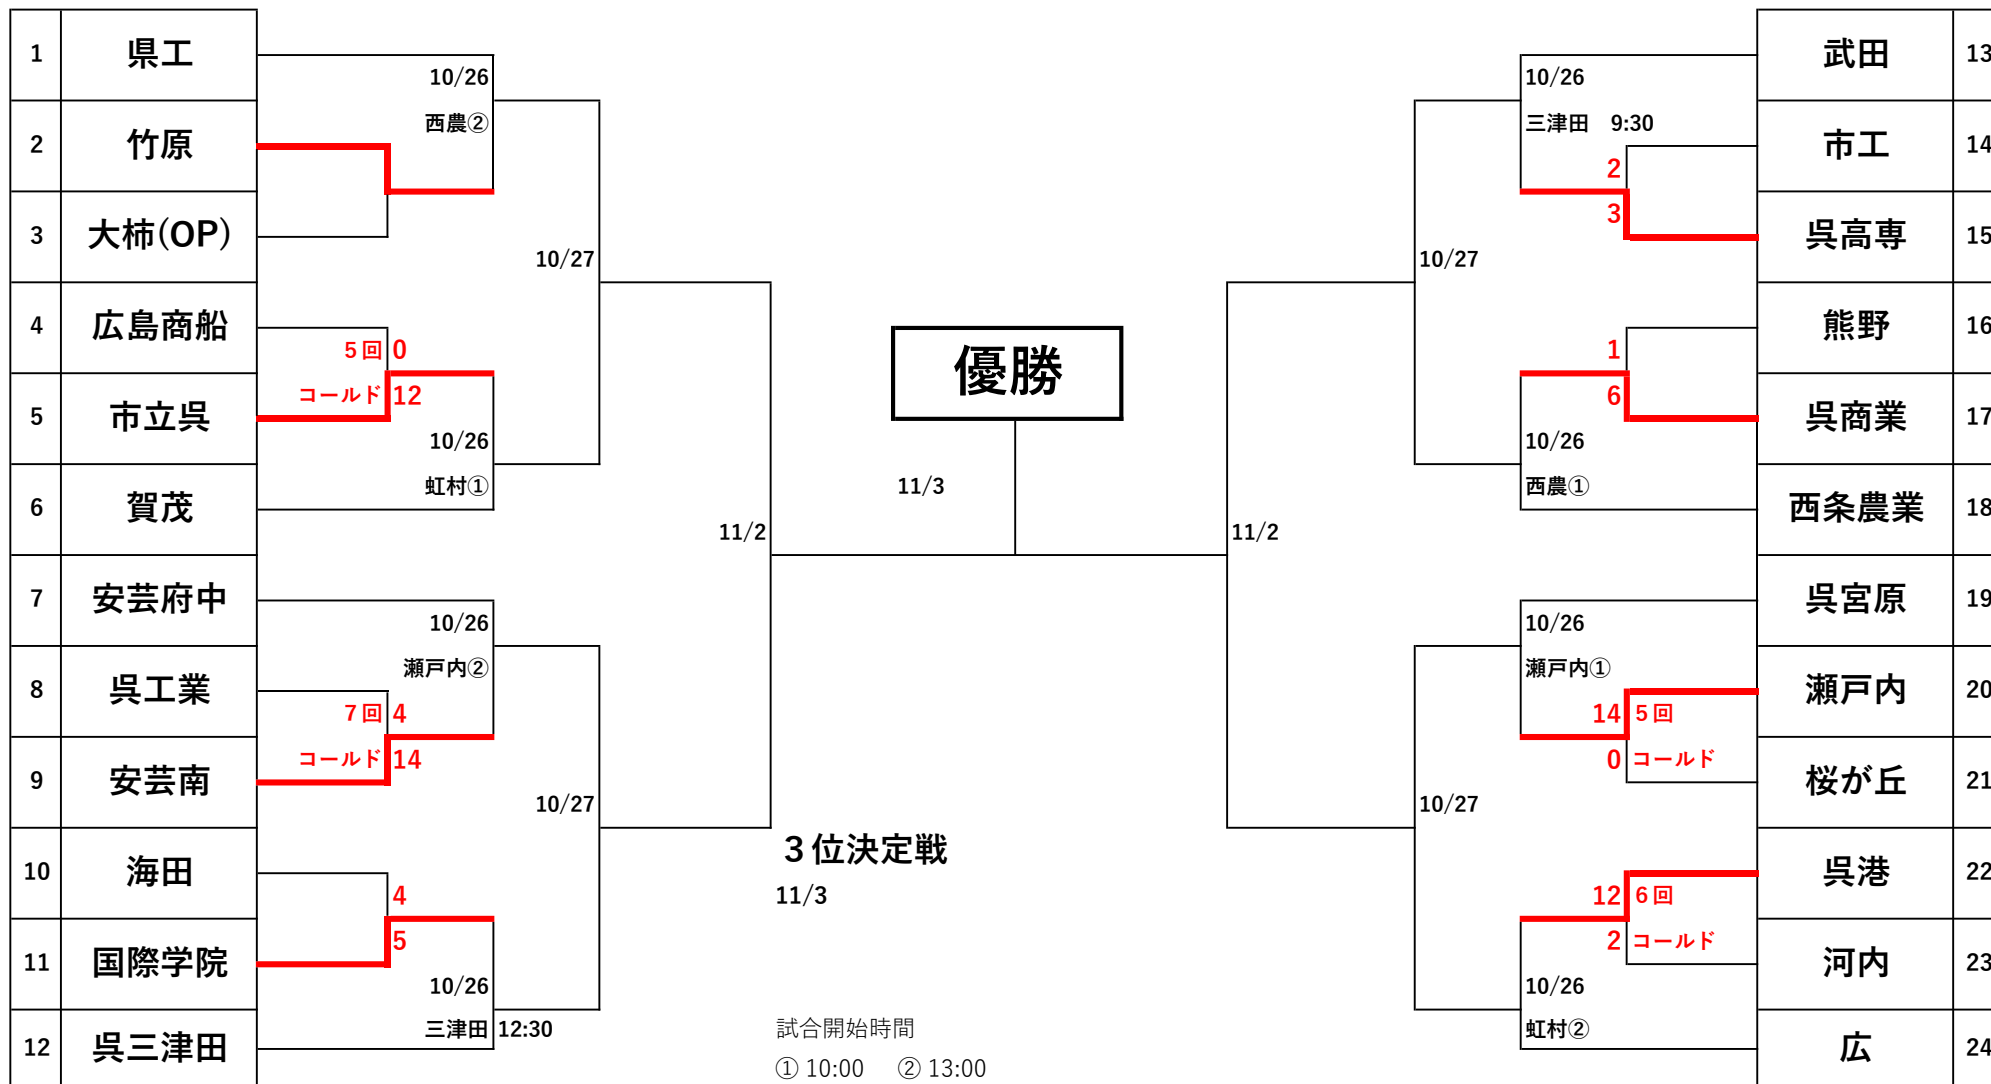 1 県工
2 竹原
3 大柿(OP)
4 広島商船
5 市立呉
6 賀茂
7 安芸府中
8 呉工業
9 安芸南
10 海田
11 国際学院
12 呉三津田
10/26
西農②
10/27
5回 0
コールド 12
10/26
虹村①
11/2
10/26
瀬戸内②
7回 4
コールド 14
10/27
4
5
10/26
三津田 12:30
優勝
11/3
3位決定戦
11/3
試合開始時間
① 10:00 ② 13:00
10/26
三津田 9:30
2
3
10/27
1
6
10/26
西農①
11/2
10/26
瀬戸内①
14 5回
0 コールド
10/27
12 6回
2 コールド
10/26
虹村②
武田 13
市工 14
呉高専 15
熊野 16
呉商業 17
西条農業 18
呉宮原 19
瀬戸内 20
桜が丘 21
呉港 22
河内 23
広 24